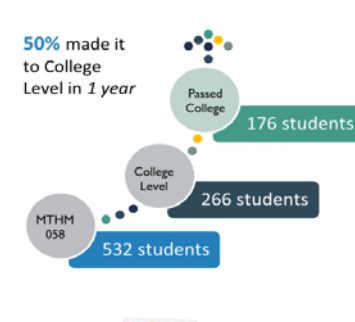 50% made it
to College
Level in 1 year
Passed
College
176 students
College
Level
266 students
MTHM
058
532 students